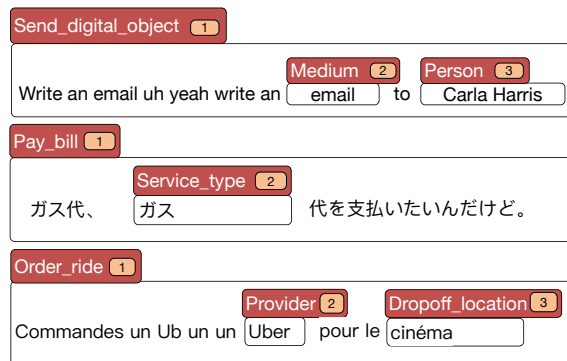 Send_digital_object 1
Medium 2 Person 3
Write an email uh yeah write an email to Carla Harris
Pay_bill 1
Service_type 2
ガス代、 ガス 代を支払いたいんだけど。
Order_ride 1
Provider 2 Dropoff_location 3
Commandes un Ub un un Uber pour le cinéma